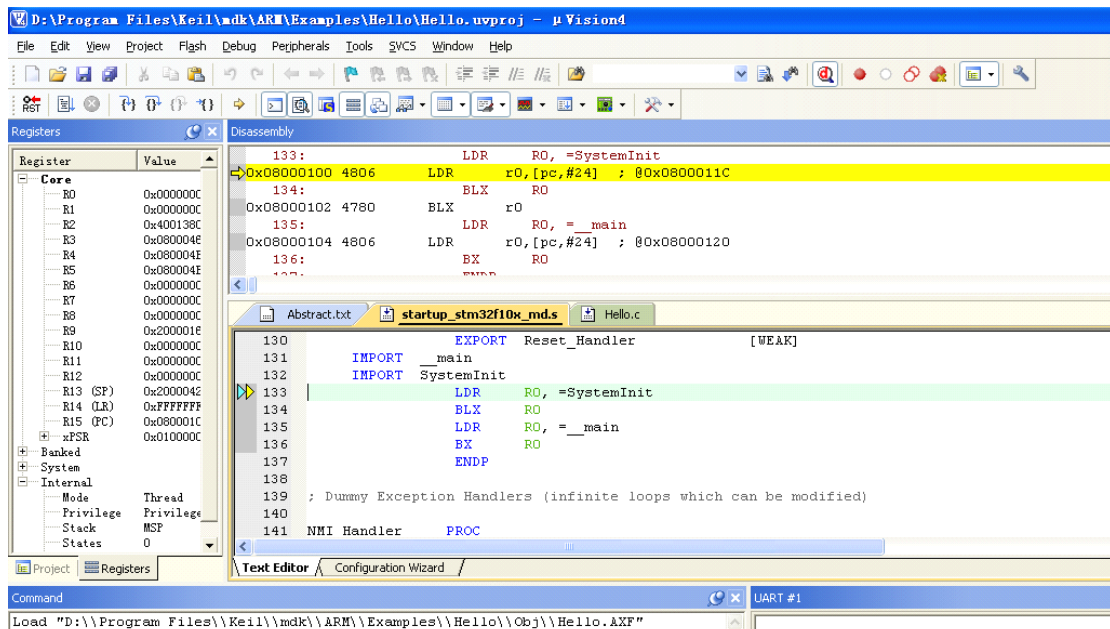 D:\Program Files\Keil\mdk\ARM\Examples\Hello\Hello.uvproj - µVision4
File Edit View Project Flash Debug Peripherals Tools SVCS Window Help
RST
Registers
Register Value
Core
R0 0x0000000
R1 0x0000000
R2 0x4001380
R3 0x0800046
R4 0x080004E
R5 0x080004E
R6 0x0000000
R7 0x0000000
R8 0x0000000
R9 0x2000016
R10 0x0000000
R11 0x0000000
R12 0x0000000
R13 (SP) 0x2000042
R14 (LR) 0xFFFFFFF
R15 (PC) 0x0800010
xPSR 0x0100000
Banked
System
Internal
Mode Thread
Privilege Privilege
Stack MSP
States 0
Project Registers
Disassembly
133: LDR R0, =SystemInit
0x08000100 4806 LDR r0,[pc,#24] ; @0x0800011C
134: BLX R0
0x08000102 4780 BLX r0
135: LDR R0, =__main
0x08000104 4806 LDR r0,[pc,#24] ; @0x08000120
136: BX R0
137: ENDP
Abstract.txt startup_stm32f10x_md.s Hello.c
130 EXPORT Reset_Handler [WEAK]
131 IMPORT __main
132 IMPORT SystemInit
133 LDR R0, =SystemInit
134 BLX R0
135 LDR R0, =__main
136 BX R0
137 ENDP
138
139 ; Dummy Exception Handlers (infinite loops which can be modified)
140
141 NMI_Handler PROC
Text Editor Configuration Wizard
Command
Load "D:\\Program Files\\Keil\\mdk\\ARM\\Examples\\Hello\\Obj\\Hello.AXF"
UART #1